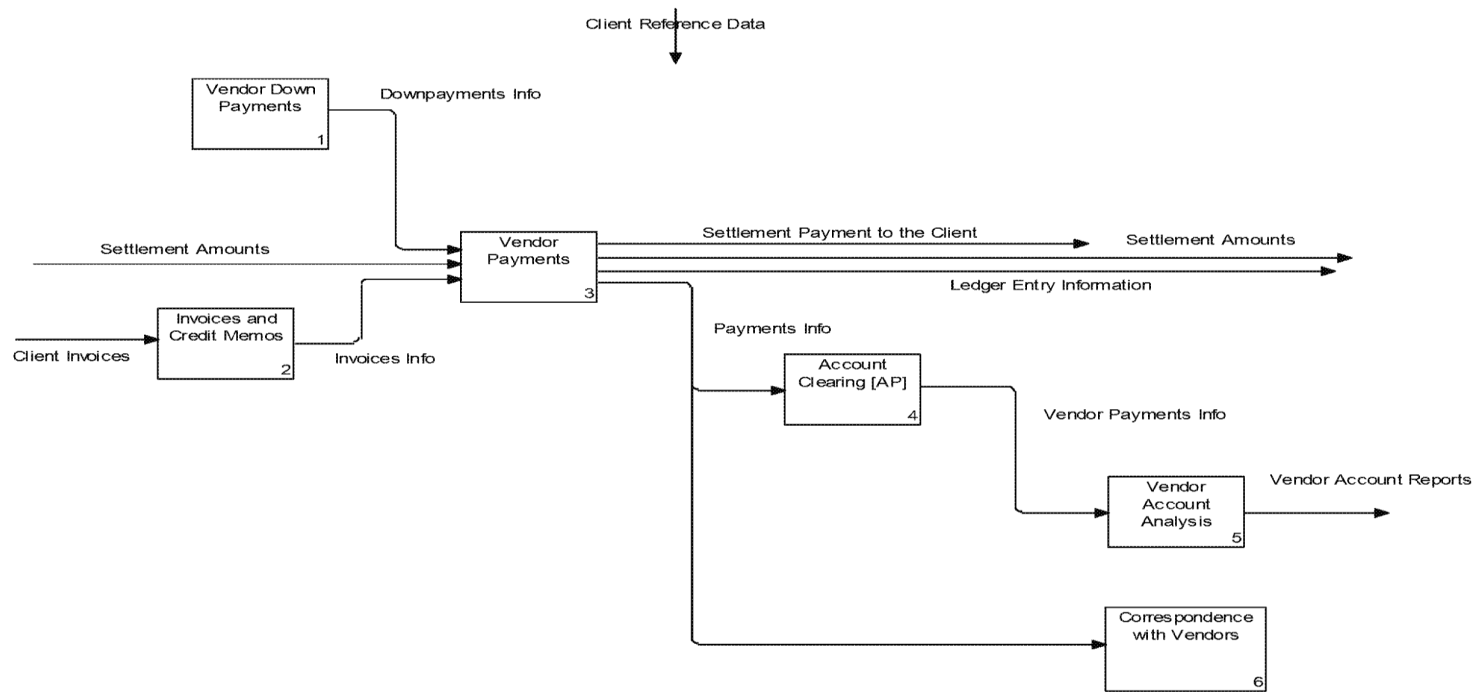 Client Reference Data
Vendor Down
Payments
1
Downpayments Info
Settlement Amounts
Vendor
Payments
3
Settlement Payment to the Client
Settlement Amounts
Ledger Entry Information
Client Invoices
Invoices and
Credit Memos
2
Invoices Info
Payments Info
Account
Clearing [AP]
4
Vendor Payments Info
Vendor
Account
Analysis
5
Vendor Account Reports
Correspondence
with Vendors
6